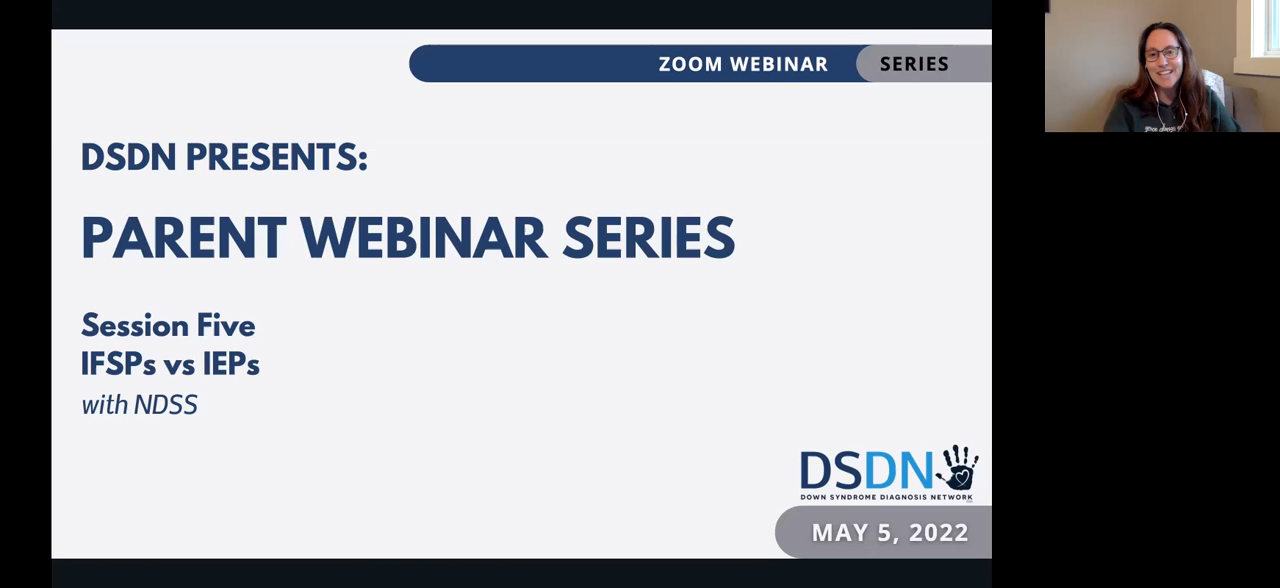 ZOOM WEBINAR SERIES
DSDN PRESENTS:
PARENT WEBINAR SERIES
Session Five
IFSPs vs IEPs
with NDSS
DSDN
DOWN SYNDROME DIAGNOSIS NETWORK
MAY 5, 2022